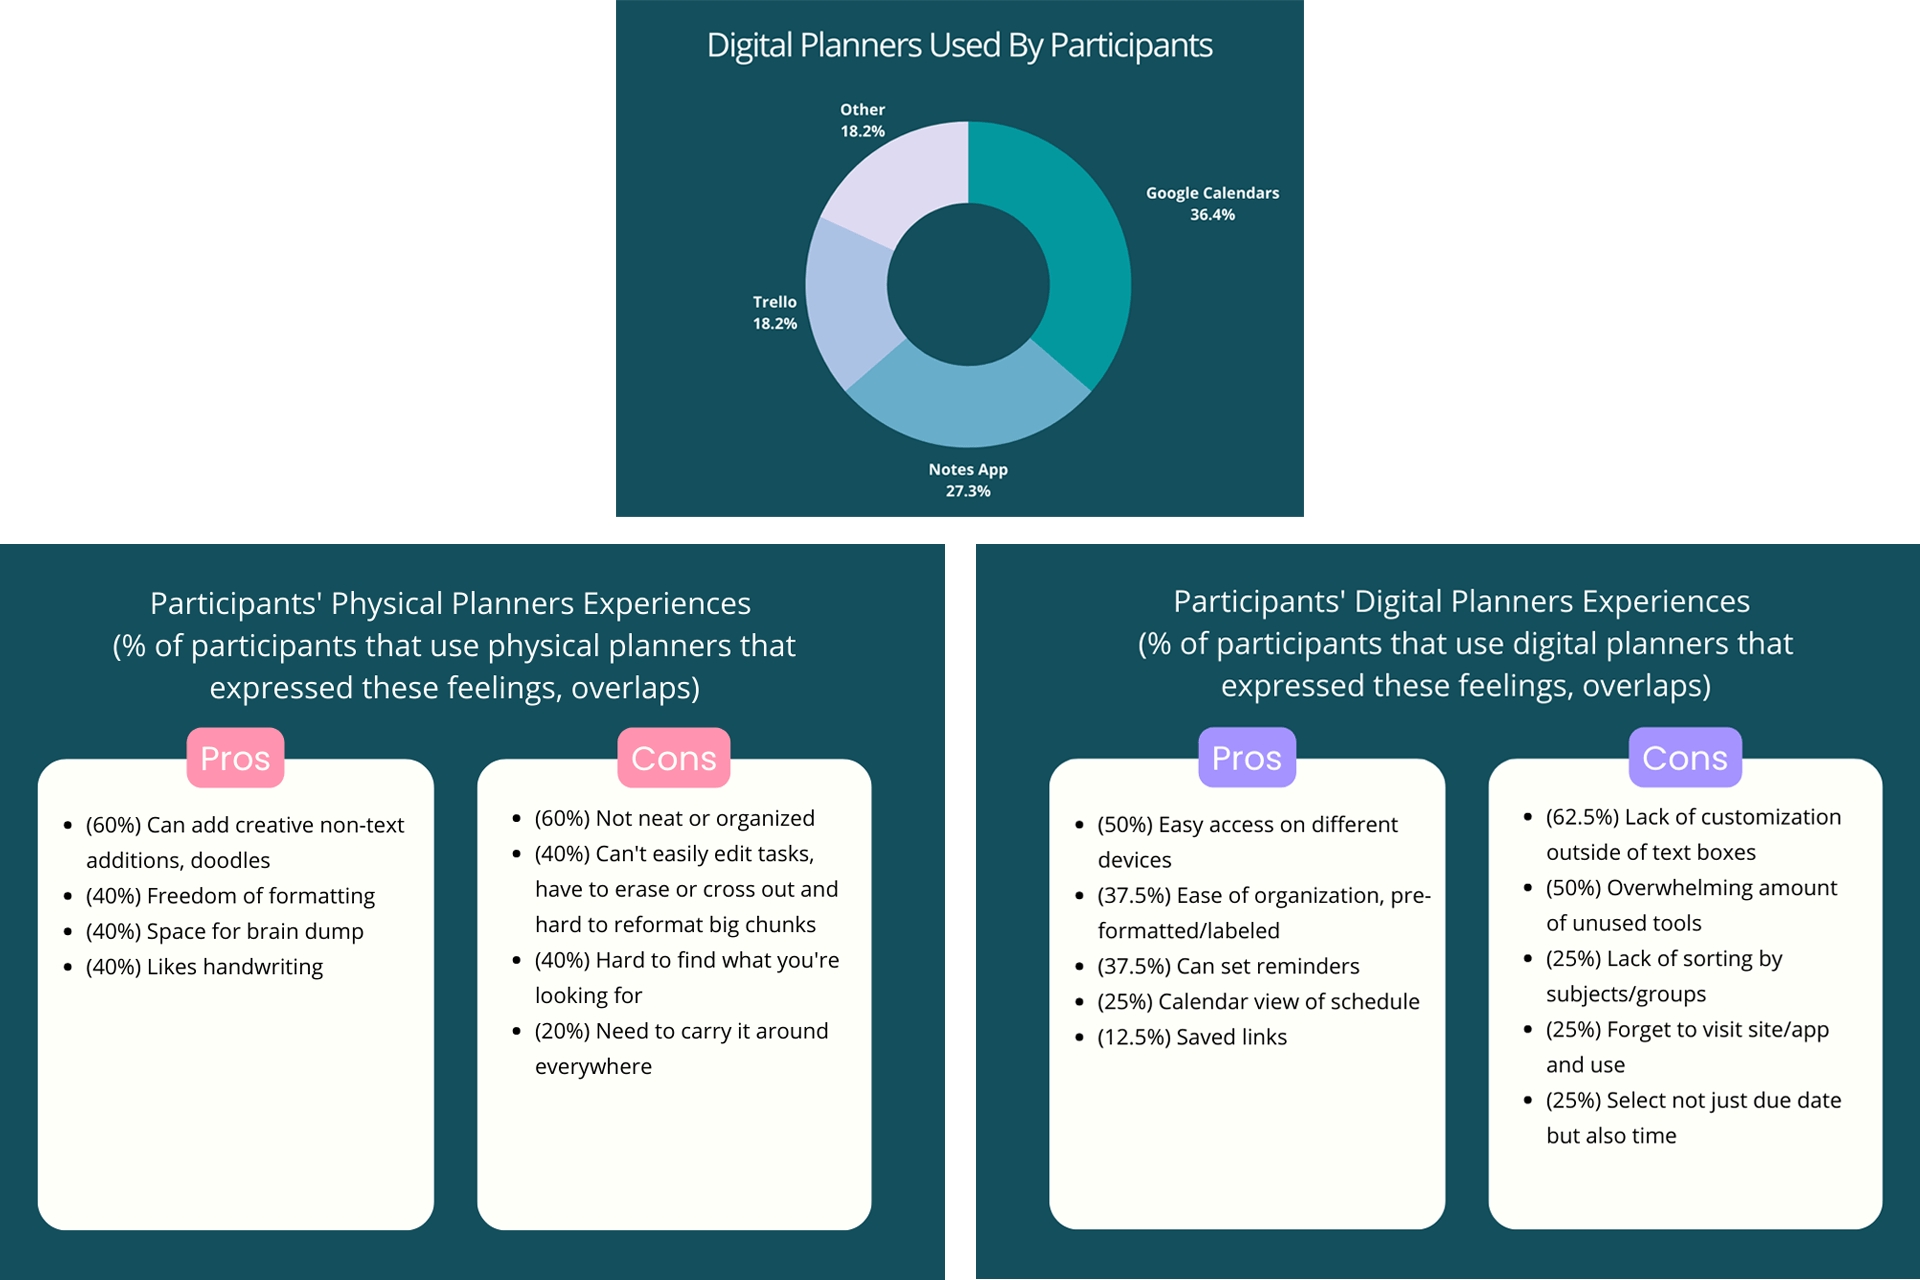 Digital Planners Used By Participants
Other
18.2%
Google Calendars
36.4%
Trello
18.2%
Notes App
27.3%
Participants' Physical Planners Experiences
(% of participants that use physical planners that
expressed these feelings, overlaps)
Pros
• (60%) Can add creative non-text
additions, doodles
• (40%) Freedom of formatting
• (40%) Space for brain dump
• (40%) Likes handwriting
Cons
• (60%) Not neat or organized
• (40%) Can't easily edit tasks,
have to erase or cross out and
hard to reformat big chunks
• (40%) Hard to find what you're
looking for
• (20%) Need to carry it around
everywhere
Participants' Digital Planners Experiences
(% of participants that use digital planners that
expressed these feelings, overlaps)
Pros
• (50%) Easy access on different
devices
• (37.5%) Ease of organization, pre-
formatted/labeled
• (37.5%) Can set reminders
• (25%) Calendar view of schedule
• (12.5%) Saved links
Cons
• (62.5%) Lack of customization
outside of text boxes
• (50%) Overwhelming amount
of unused tools
• (25%) Lack of sorting by
subjects/groups
• (25%) Forget to visit site/app
and use
• (25%) Select not just due date
but also time